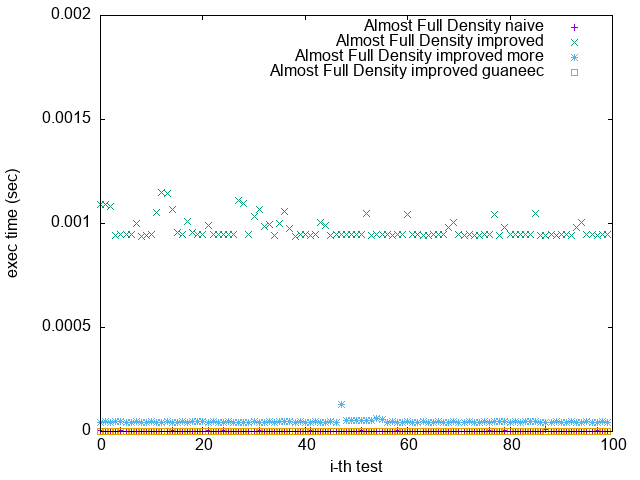 0.002
Almost Full Density naive
Almost Full Density improved
Almost Full Density improved more
Almost Full Density improved guaneec
0.0015
0.001
0.0005
0
exec time (sec)
0 20 40 60 80 100
i-th test